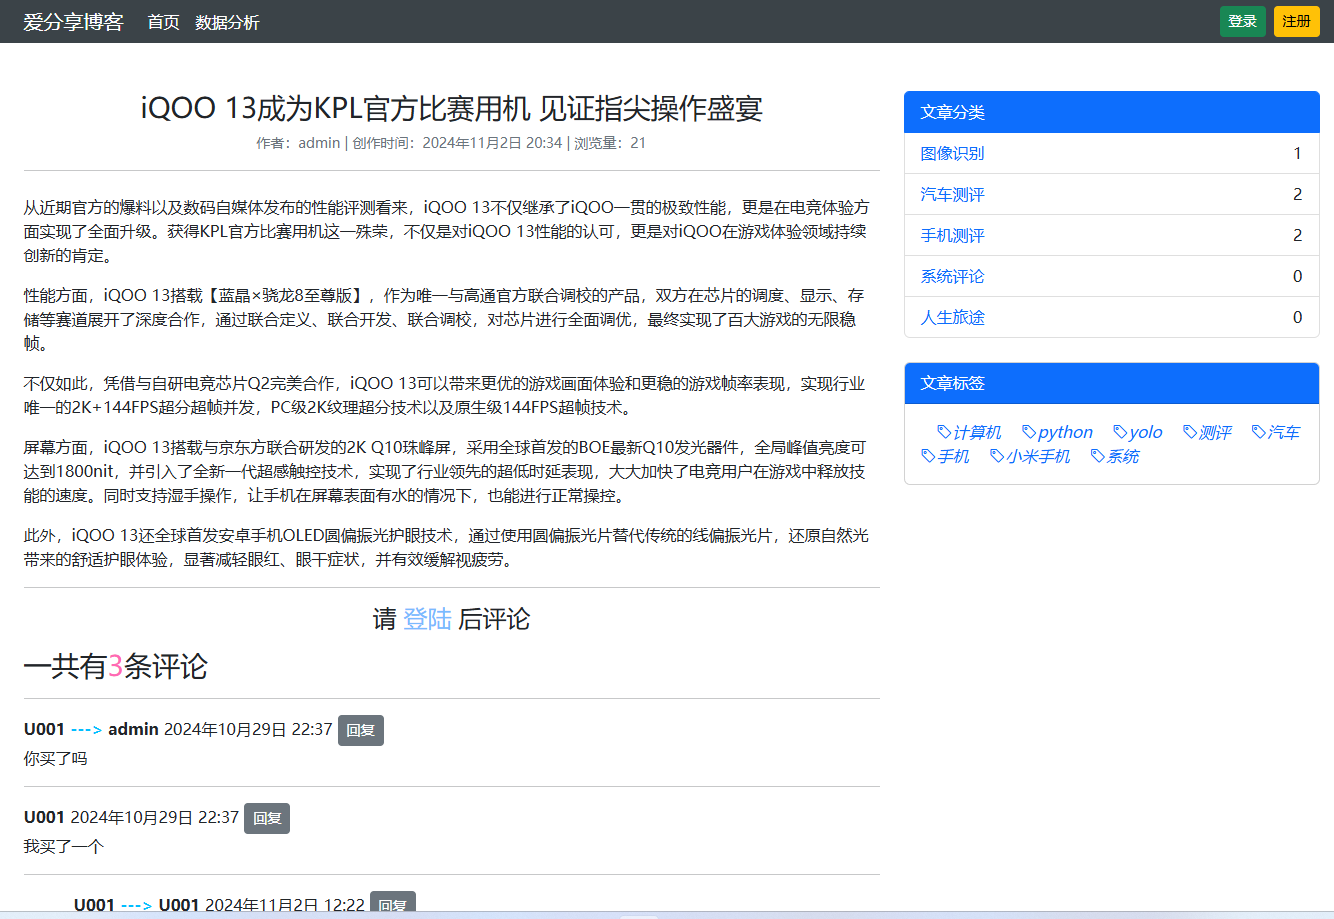 爱分享博客 首页 数据分析 登录 注册
iQOO 13成为KPL官方比赛用机 见证指尖操作盛宴
作者：admin | 创作时间：2024年11月2日 20:34 | 浏览量：21
从近期官方的爆料以及数码自媒体发布的性能评测看来，iQOO 13不仅继承了iQOO一贯的极致性能，更是在电竞体验方
面实现了全面升级。获得KPL官方比赛用机这一殊荣，不仅是对iQOO 13性能的认可，更是对iQOO在游戏体验领域持续
创新的肯定。
性能方面，iQOO 13搭载【蓝晶×骁龙8至尊版】，作为唯一与高通官方联合调校的产品，双方在芯片的调度、显示、存
储等赛道展开了深度合作，通过联合定义、联合开发、联合调校，对芯片进行全面调优，最终实现了百大游戏的无限稳
帧。
不仅如此，凭借与自研电竞芯片Q2完美合作，iQOO 13可以带来更优的游戏画面体验和更稳的游戏帧率表现，实现行业
唯一的2K+144FPS超分超帧并发，PC级2K纹理超分技术以及原生级144FPS超帧技术。
屏幕方面，iQOO 13搭载与京东方联合研发的2K Q10珠峰屏，采用全球首发的BOE最新Q10发光器件，全局峰值亮度可
达到1800nit，并引入了全新一代超感触控技术，实现了行业领先的超低时延表现，大大加快了电竞用户在游戏中释放技
能的速度。同时支持湿手操作，让手机在屏幕表面有水的情况下，也能进行正常操控。
此外，iQOO 13还全球首发安卓手机OLED圆偏振光护眼技术，通过使用圆偏振光片替代传统的线偏振光片，还原自然光
带来的舒适护眼体验，显著减轻眼红、眼干症状，并有效缓解视疲劳。
请 登陆 后评论
一共有3条评论
U001 ---> admin 2024年10月29日 22:37 回复
你买了吗
U001 2024年10月29日 22:37 回复
我买了一个
U001 ---> U001 2024年11月2日 12:22 回复
文章分类
图像识别 1
汽车测评 2
手机测评 2
系统评论 0
人生旅途 0
文章标签
计算机 python yolo 测评 汽车
手机 小米手机 系统